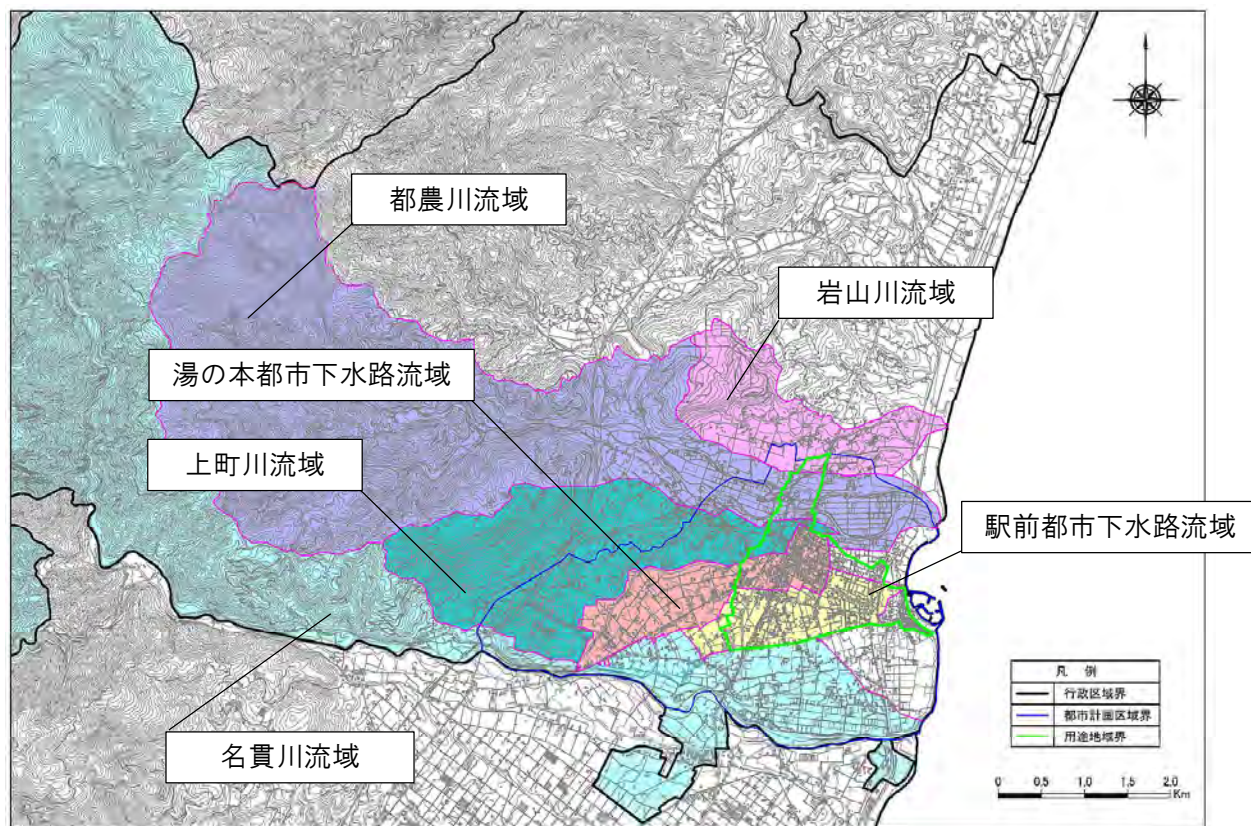 都農川流域
岩山川流域
湯の本都市下水路流域
上町川流域
駅前都市下水路流域
名貫川流域
凡 例
行政区域界
都市計画区域界
用途地域界
0 0.5 1.0 1.5 2.0
Km